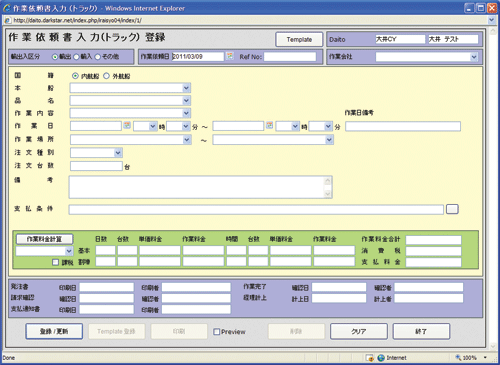 作業依頼書入力(トラック) - Windows Internet Explorer
http://daito.darkstar.net/index.php/iraisyo04/index/1/
作業依頼書入力(トラック) 登録 Template Daito 大井CY 大井 テスト
輸出入区分 輸出 輸入 その他 作業依頼日 2011/03/09 Ref No: 作業会社
国籍 内航船 外航船
本船
品名
作業内容 作業日備考
作業日 時 分 ～ 時 分
作業場所 ～
注文種別
注文台数 台
備考
支払条件
作業料金計算 日数 台数 単価料金 作業料金 時間 台数 単価料金 作業料金 作業料金合計
基本 消費税
課税 割増 支払料金
発注書 印刷日 印刷者 作業完了 確認日 確認者
請求確認 確認日 確認者 経理計上 計上日 計上者
支払通知書 印刷日 印刷者
登録/更新 Template 登録 印刷 Preview 削除 クリア 終了
Done Internet 100%